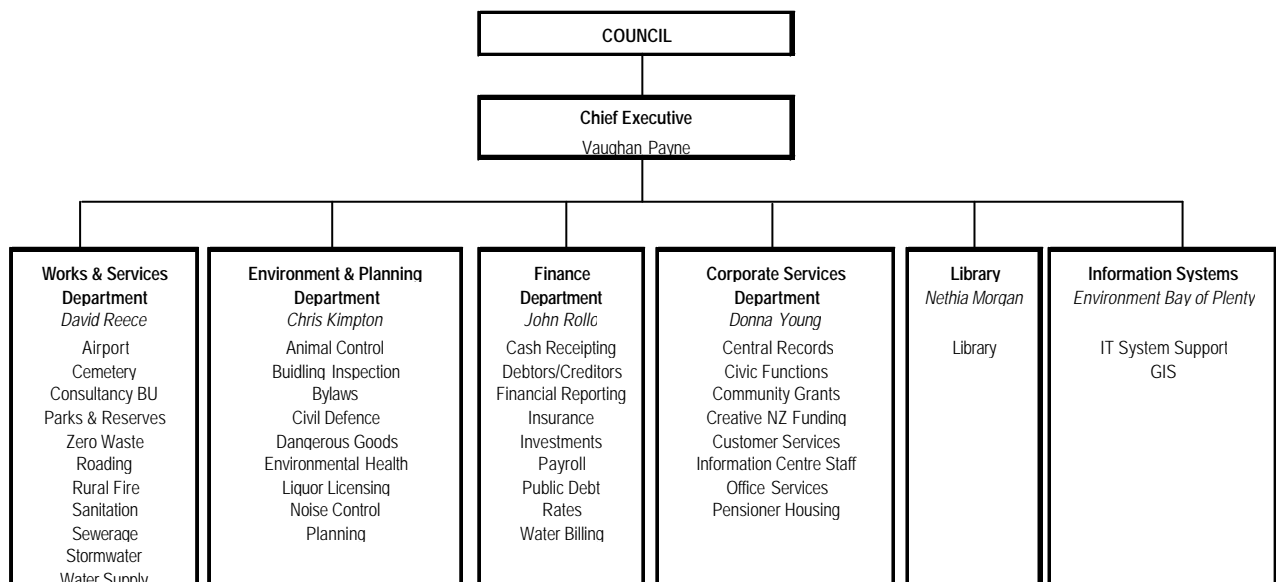 COUNCIL
Chief Executive
Vaughan Payne
Works & Services
Department
David Reece
Airport
Cemetery
Consultancy BU
Parks & Reserves
Zero Waste
Roading
Rural Fire
Sanitation
Sewerage
Stormwater
Water Supply
Environment & Planning
Department
Chris Kimpton
Animal Control
Buidling Inspection
Bylaws
Civil Defence
Dangerous Goods
Environmental Health
Liquor Licensing
Noise Control
Planning
Finance
Department
John Rollo
Cash Receipting
Debtors/Creditors
Financial Reporting
Insurance
Investments
Payroll
Public Debt
Rates
Water Billing
Corporate Services
Department
Donna Young
Central Records
Civic Functions
Community Grants
Creative NZ Funding
Customer Services
Information Centre Staff
Office Services
Pensioner Housing
Library
Nethia Morgan
Library
Information Systems
Environment Bay of Plenty
IT System Support
GIS